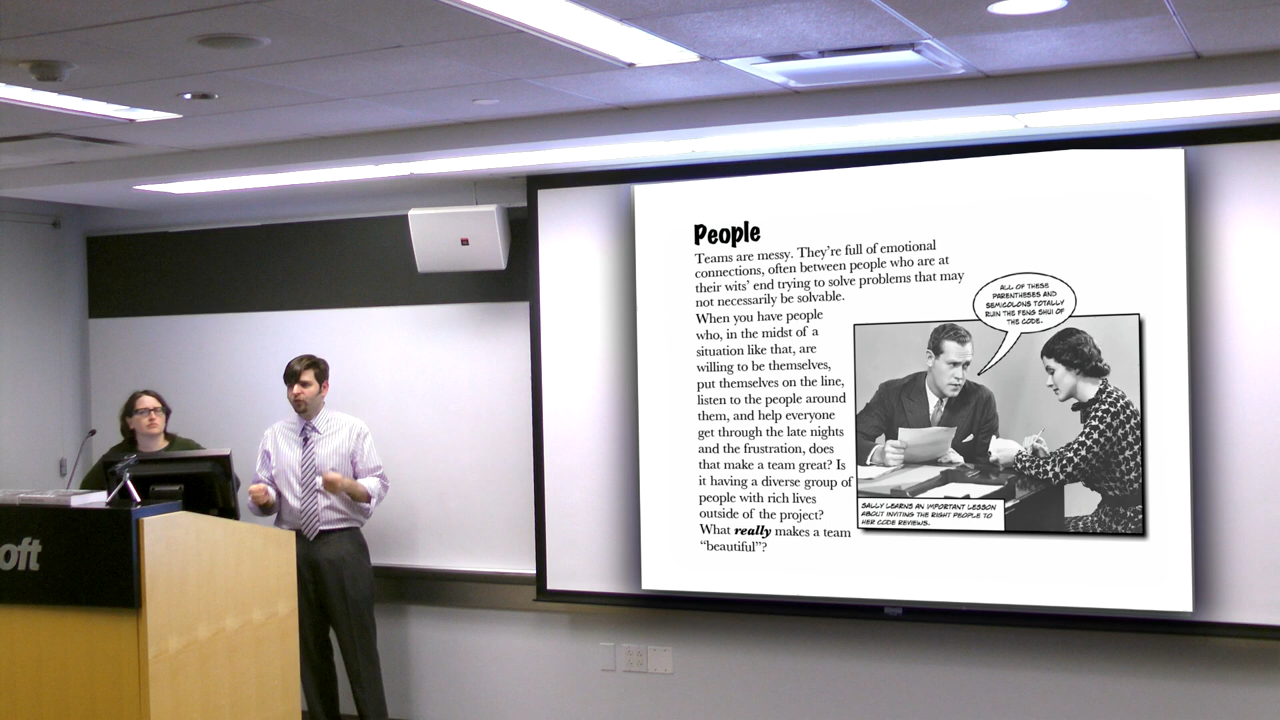 People
Teams are messy. They're full of emotional
connections, often between people who are at
their wits' end trying to solve problems that may
not necessarily be solvable.
When you have people
who, in the midst of a
situation like that, are
willing to be themselves,
put themselves on the line,
listen to the people around
them, and help everyone
get through the late nights
and the frustration, does
that make a team great? Is
it having a diverse group of
people with rich lives
outside of the project?
What really makes a team
“beautiful”?
ALL OF THESE
PARENTHESES AND
SEMICOLONS TOTALLY
RUIN THE FENG SHUI OF
THE CODE.
SALLY LEARNS AN IMPORTANT LESSON
ABOUT INVITING THE RIGHT PEOPLE TO
HER CODE REVIEWS.
oft